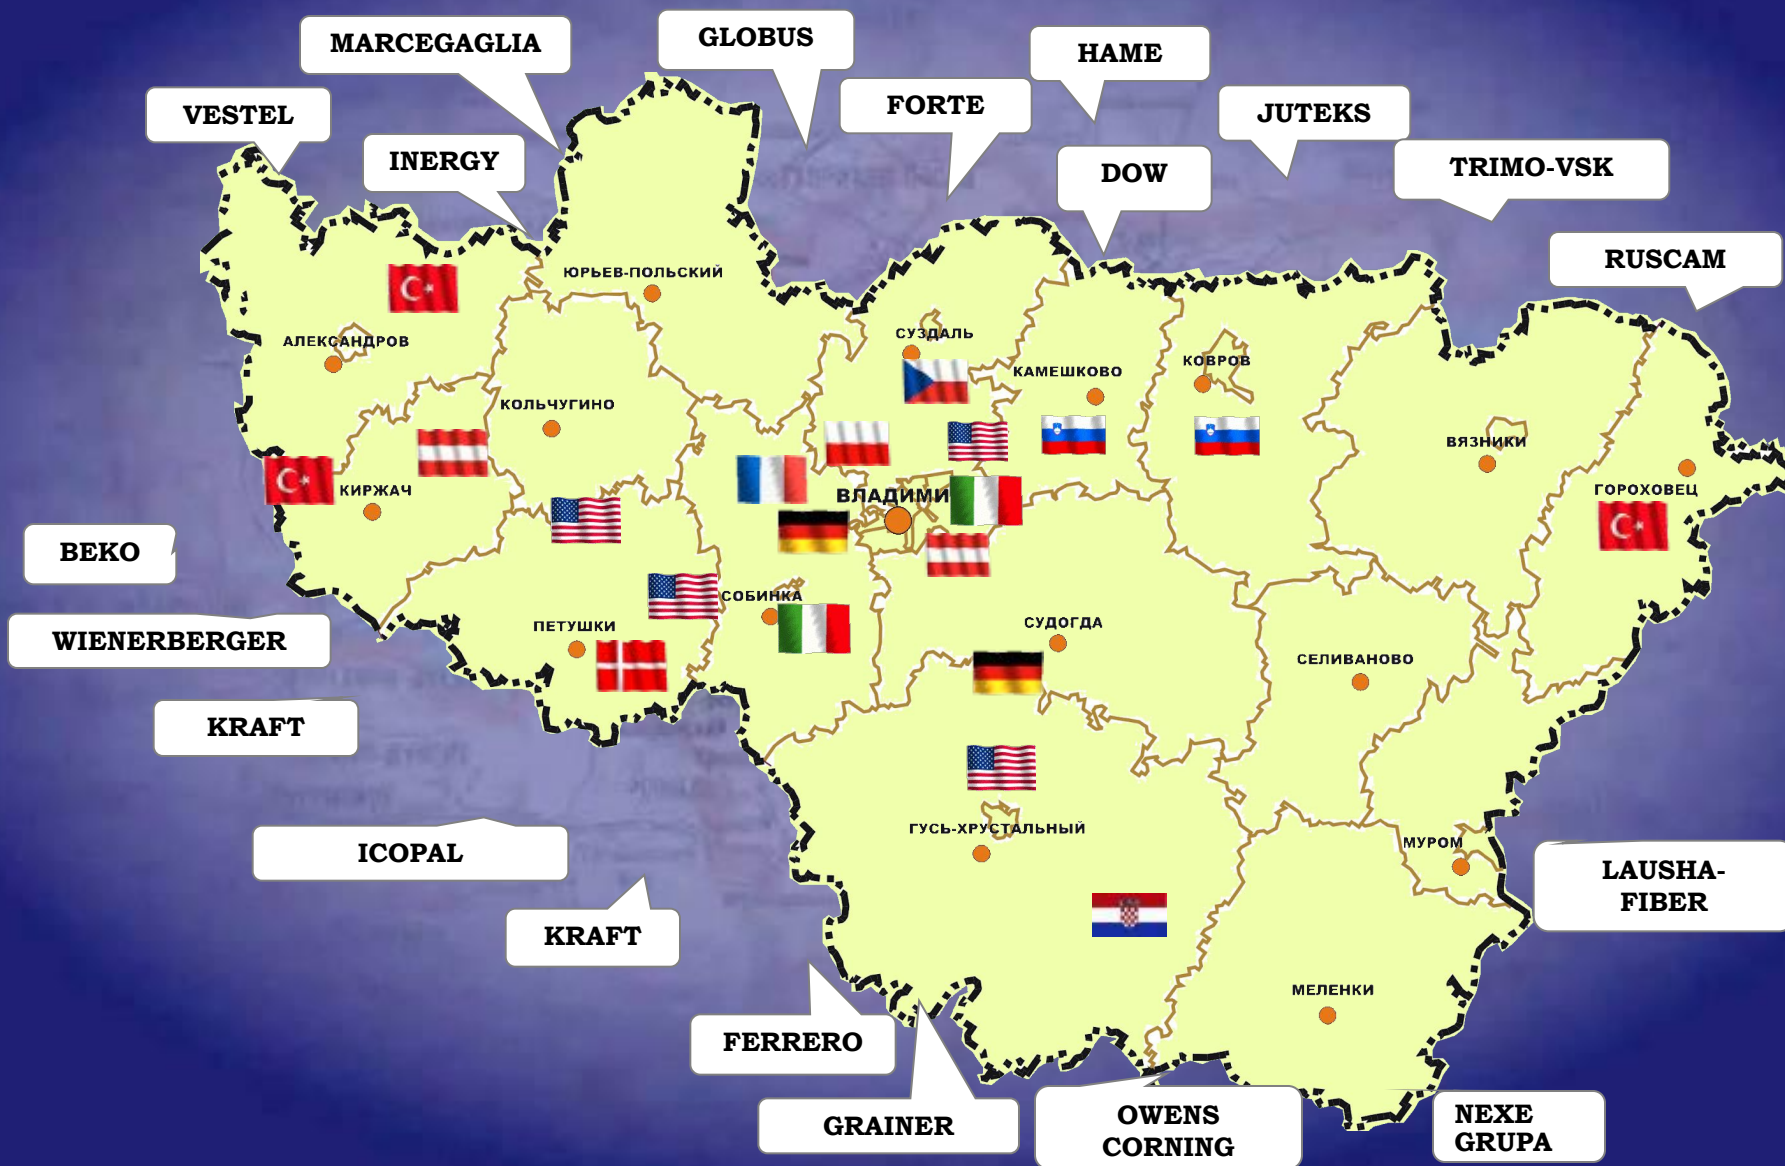 MARCEGAGLIA
GLOBUS
HAME
VESTEL
FORTE
JUTEKS
INERGY
DOW
TRIMO-VSK
RUSCAM
ЮРЬЕВ-ПОЛЬСКИЙ
АЛЕКСАНДРОВ
СУЗДАЛЬ
КАМЕШКОВО
КОВРОВ
КОЛЬЧУГИНО
ВЯЗНИКИ
КИРЖАЧ
ВЛАДИМИ
ГОРОХОВЕЦ
BEKO
WIENERBERGER
СОБИНКА
ПЕТУШКИ
СУДОГДА
СЕЛИВАНОВО
KRAFT
ГУСЬ-ХРУСТАЛЬНЫЙ
МУРОМ
ICOPAL
LAUSHA-
FIBER
KRAFT
МЕЛЕНКИ
FERRERO
GRAINER
OWENS
CORNING
NEXE
GRUPA